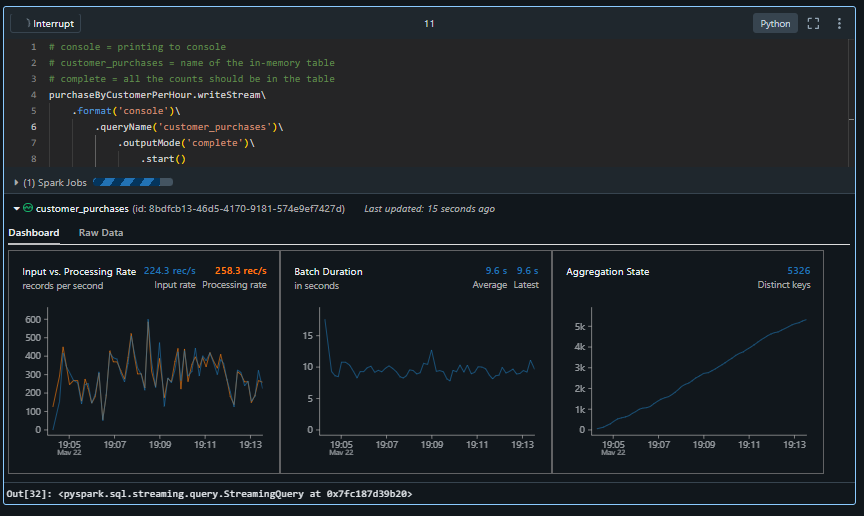 Interrupt
11
Python
1 # console = printing to console
2 # customer_purchases = name of the in-memory table
3 # complete = all the counts should be in the table
4 purchaseByCustomerPerHour.writeStream\
5 .format('console')\
6 .queryName('customer_purchases')\
7 .outputMode('complete')\
8 .start()
(1) Spark Jobs
customer_purchases (id: 8bdfcb13-46d5-4170-9181-574e9ef7427d) Last updated: 15 seconds ago
Dashboard Raw Data
Input vs. Processing Rate 224.3 rec/s 258.3 rec/s
records per second Input rate Processing rate
600
500
400
300
200
100
0
19:05 19:07 19:09 19:11 19:13
May 22
Batch Duration 9.6 s 9.6 s
in seconds Average Latest
15
10
5
0
19:05 19:07 19:09 19:11 19:13
May 22
Aggregation State 5326
Distinct keys
5k
4k
3k
2k
1k
0
19:05 19:07 19:09 19:11 19:13
May 22
Out[32]: <pyspark.sql.streaming.query.StreamingQuery at 0x7fc187d39b20>